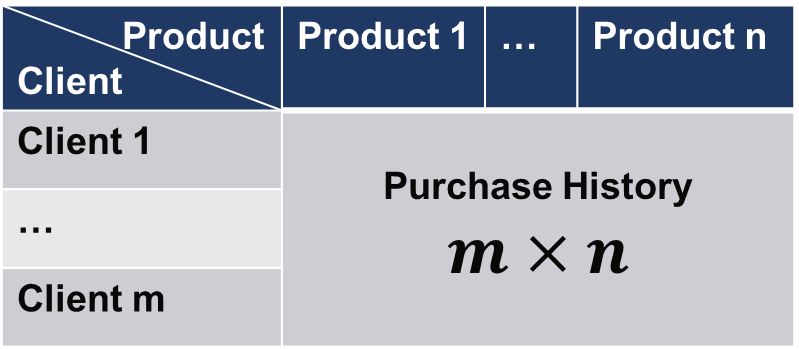 Product
Client
Product 1
...
Product n
Client 1
...
Client m
Purchase History
m × n